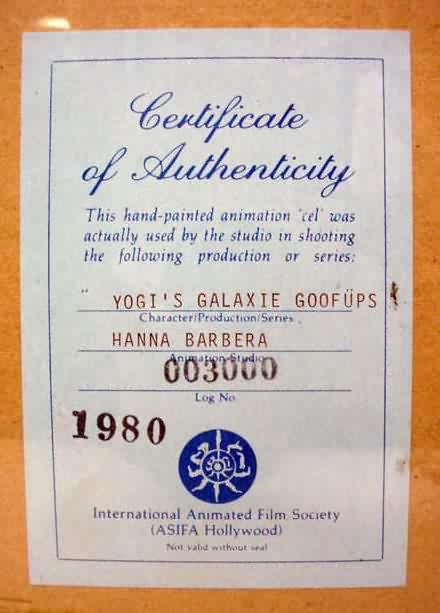 Certificate
of Authenticity
This hand-painted animation 'cel' was
actually used by the studio in shooting
the following production or series:
" YOGI'S GALAXIE GOOFÜPS
Character/Production/Series
HANNA BARBERA
Animation Studio
003000
Log No
1980
International Animated Film Society
(ASIFA Hollywood)
Not valid without seal